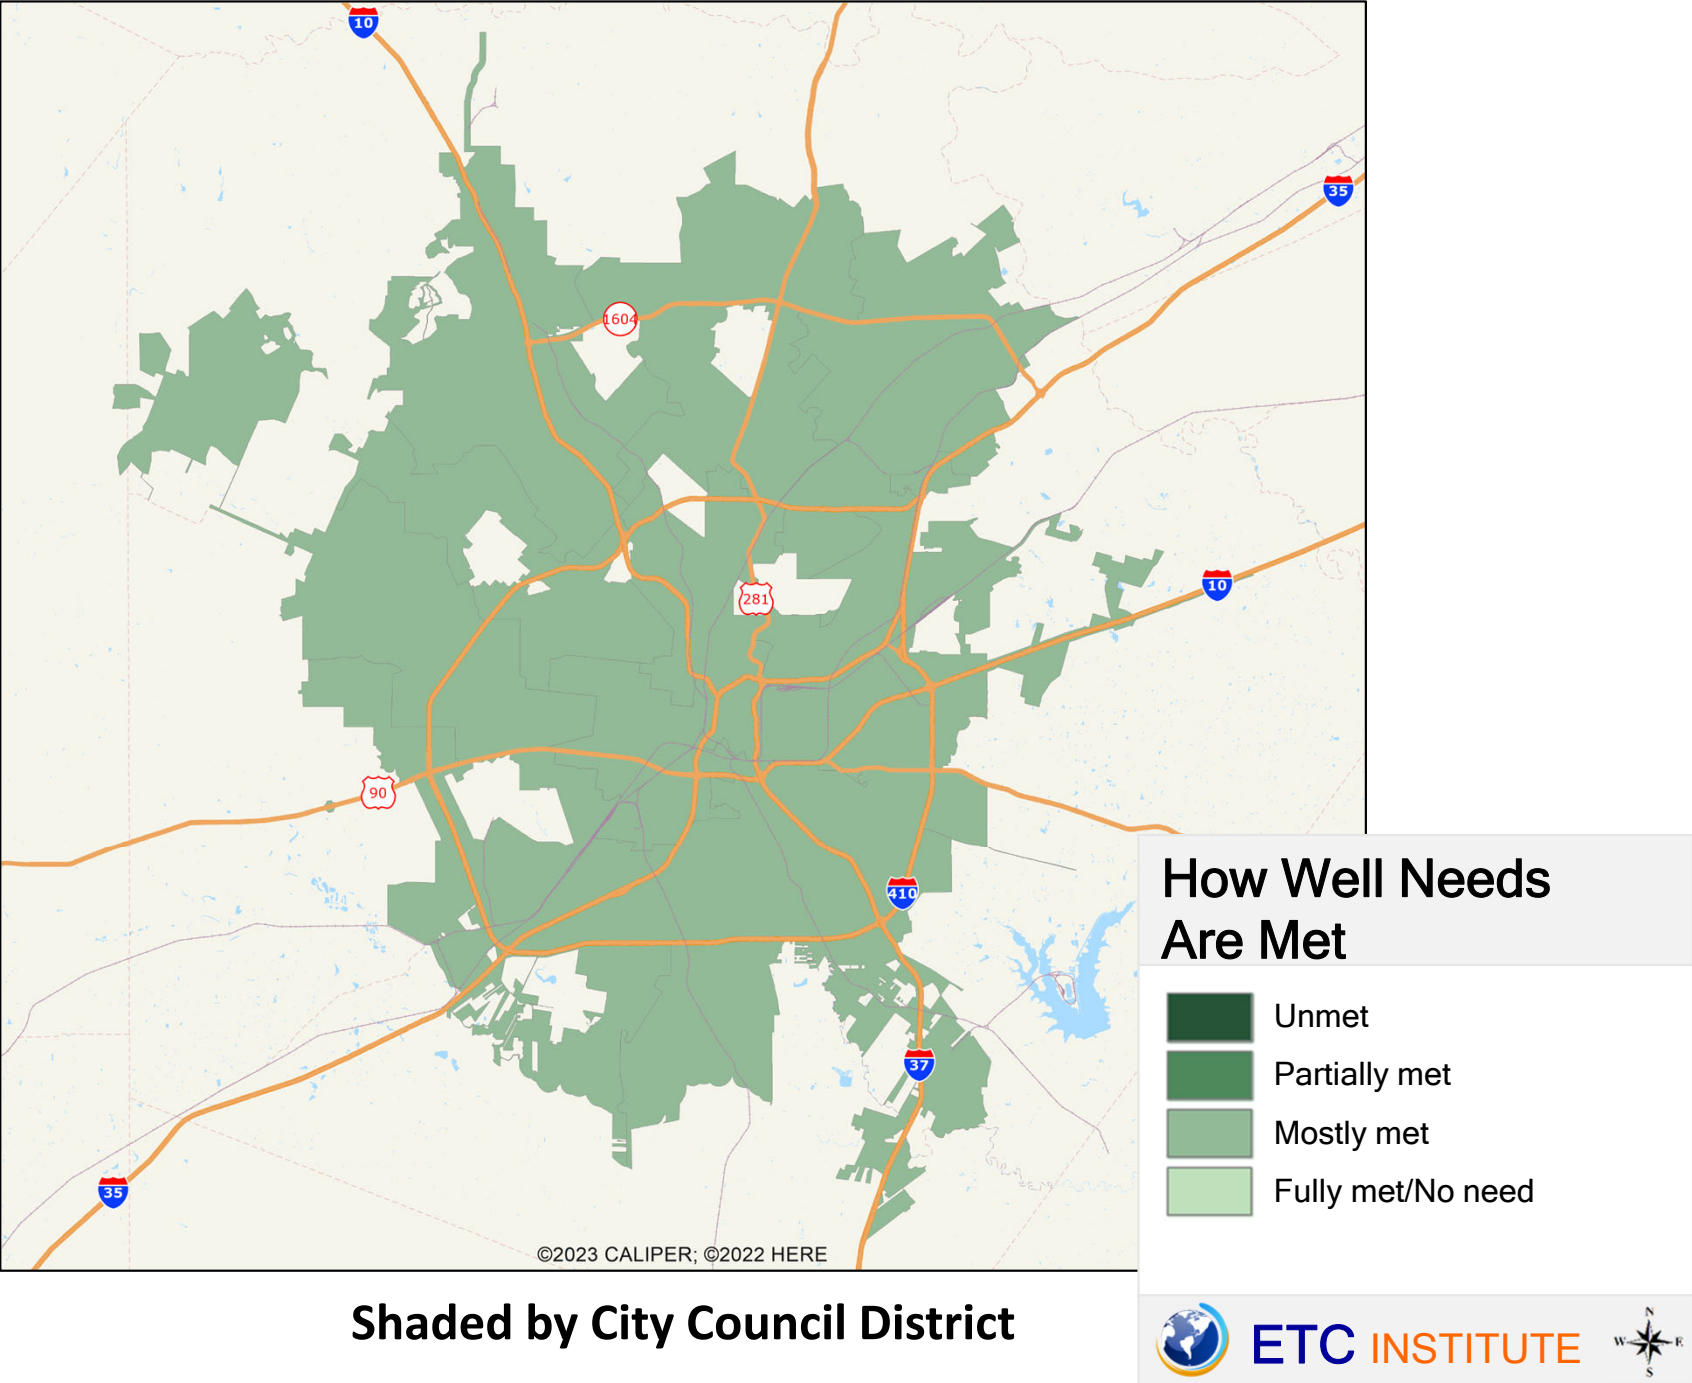 10
35
1604
10
281
90
410
37
35
©2023 CALIPER; ©2022 HERE
How Well Needs
Are Met
Unmet
Partially met
Mostly met
Fully met/No need
Shaded by City Council District
ETC INSTITUTE
N
W
E
S